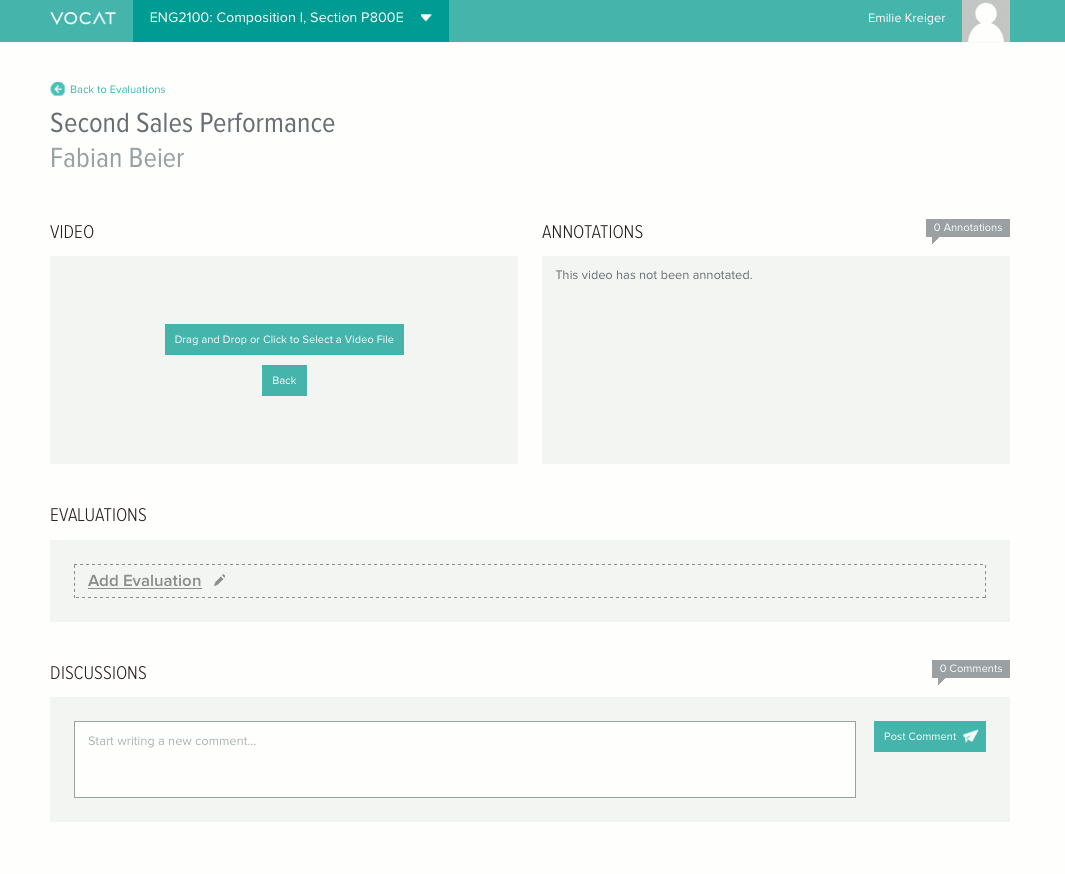 VOCAT
ENG2100: Composition I, Section P800E
Emilie Kreiger
Back to Evaluations
Second Sales Performance
Fabian Beier
VIDEO
ANNOTATIONS
0 Annotations
Drag and Drop or Click to Select a Video File
Back
This video has not been annotated.
EVALUATIONS
Add Evaluation
DISCUSSIONS
0 Comments
Start writing a new comment...
Post Comment